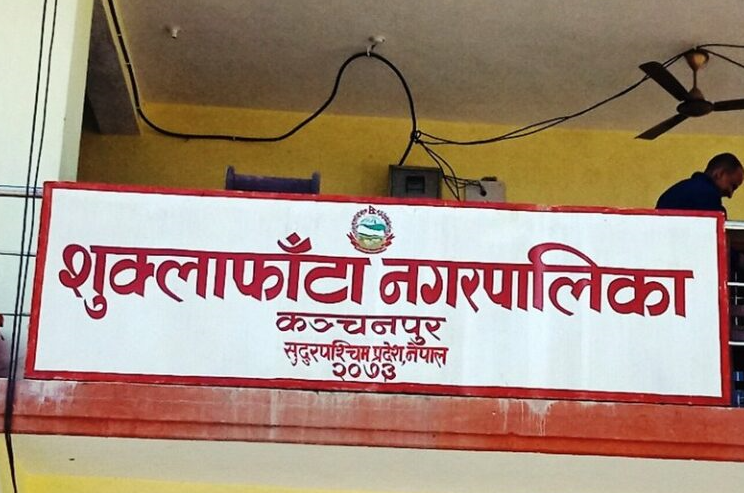 शुक्लाफाँटा नगरपालिका
कञ्चनपुर
सुदुरपश्चिम प्रदेश, नेपाल
२०७३